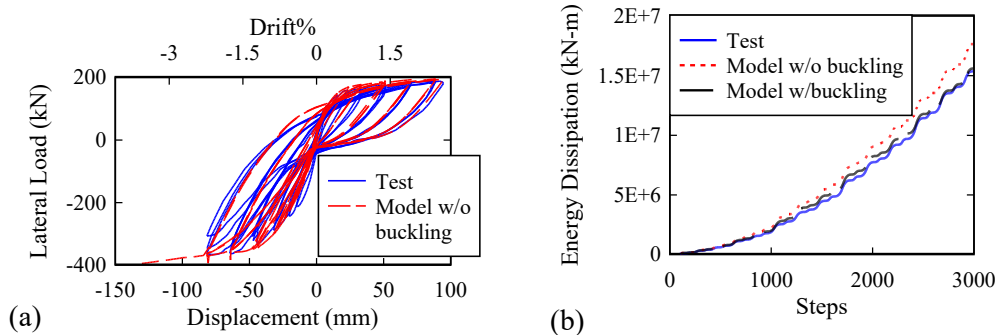 Drift%
-3 -1.5 0 1.5
200
0
-200
-400
Lateral Load (kN)
Test
Model w/o
buckling
-150 -100 -50 0 50 100
Displacement (mm)
(a)
2E+7
1.5E+7
1E+7
5E+6
0
Energy Dissipation (kN-m)
Test
Model w/o buckling
Model w/buckling
0 1000 2000 3000
Steps
(b)